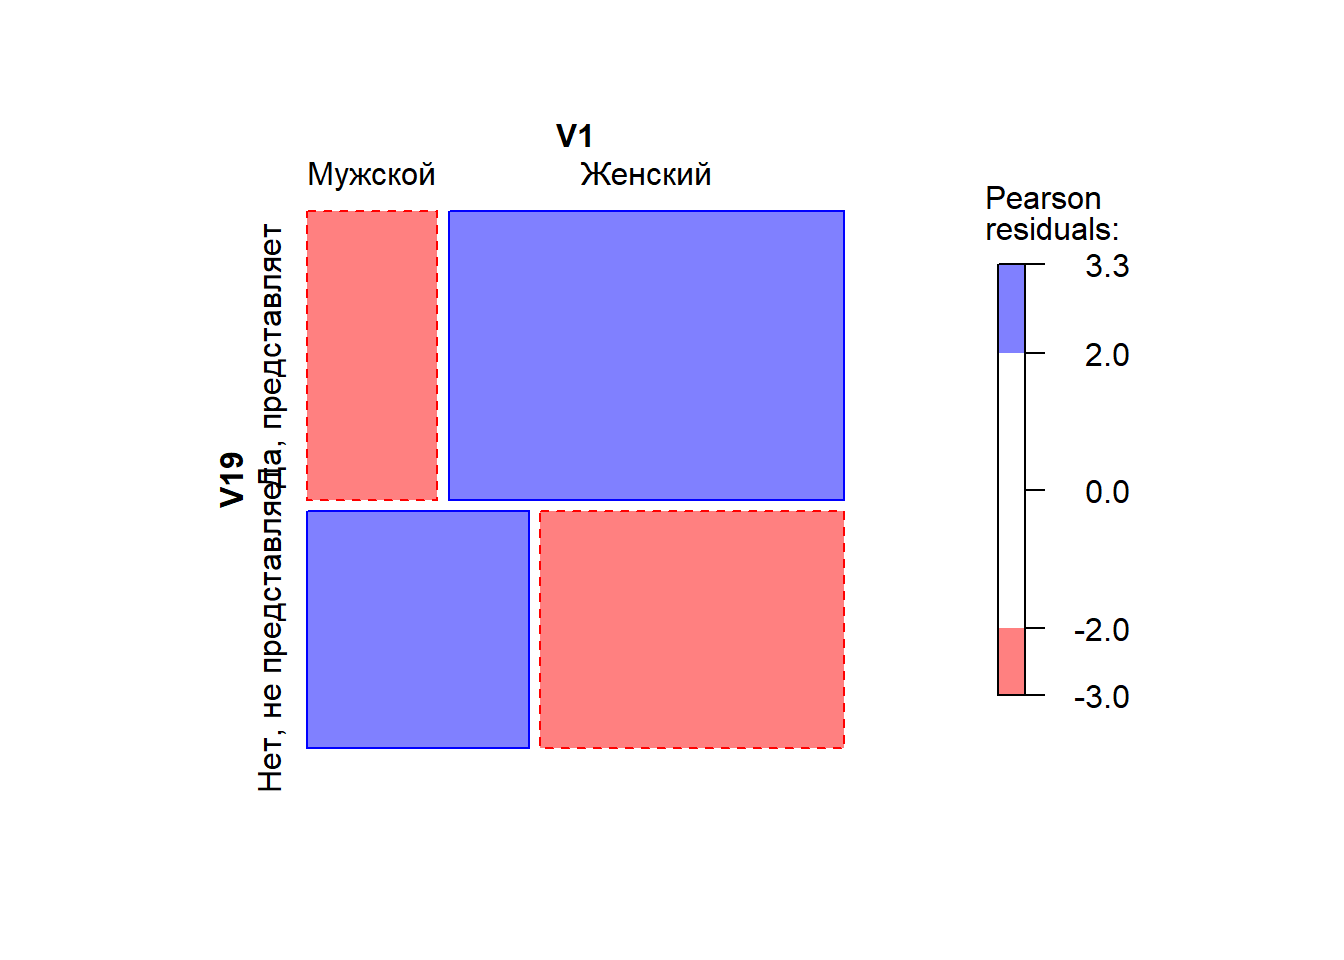 V1
Мужской Женский
V19
Да, представляет
Нет, не представляет
Pearson
residuals:
3.3
2.0
0.0
-2.0
-3.0